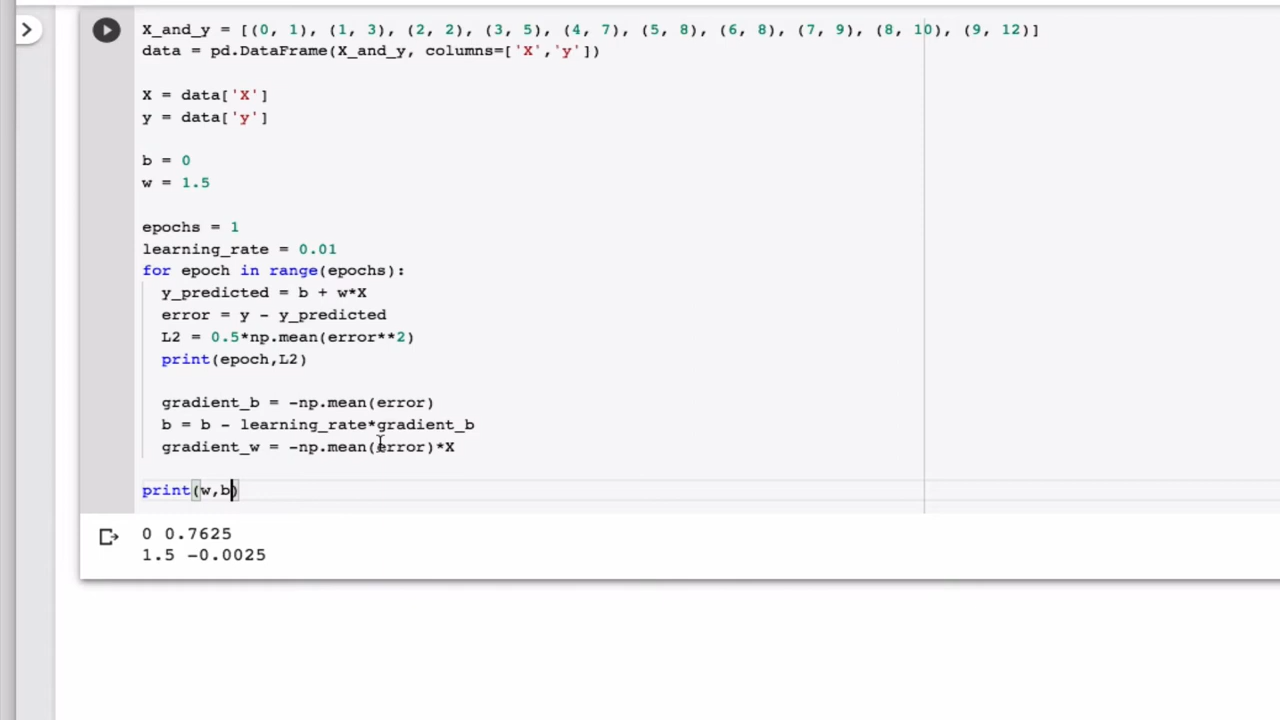 X_and_y = [(0, 1), (1, 3), (2, 2), (3, 5), (4, 7), (5, 8), (6, 8), (7, 9), (8, 10), (9, 12)]
data = pd.DataFrame(X_and_y, columns=['X','y'])
X = data['X']
y = data['y']
b = 0
w = 1.5
epochs = 1
learning_rate = 0.01
for epoch in range(epochs):
y_predicted = b + w*X
error = y - y_predicted
L2 = 0.5*np.mean(error**2)
print(epoch,L2)
gradient_b = -np.mean(error)
b = b - learning_rate*gradient_b
gradient_w = -np.mean(error)*X
print(w,b)
0 0.7625
1.5 -0.0025